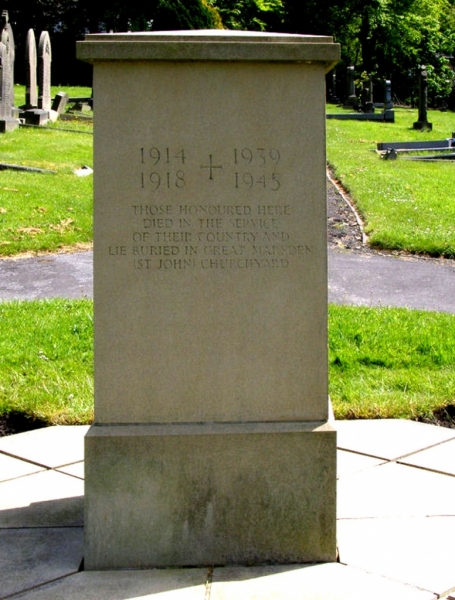 1914 + 1939
1918 1945
THOSE HONOURED HERE
DIED IN THE SERVICE
OF THEIR COUNTRY AND
LIE BURIED IN GREAT MARSDEN
(ST JOHN) CHURCHYARD